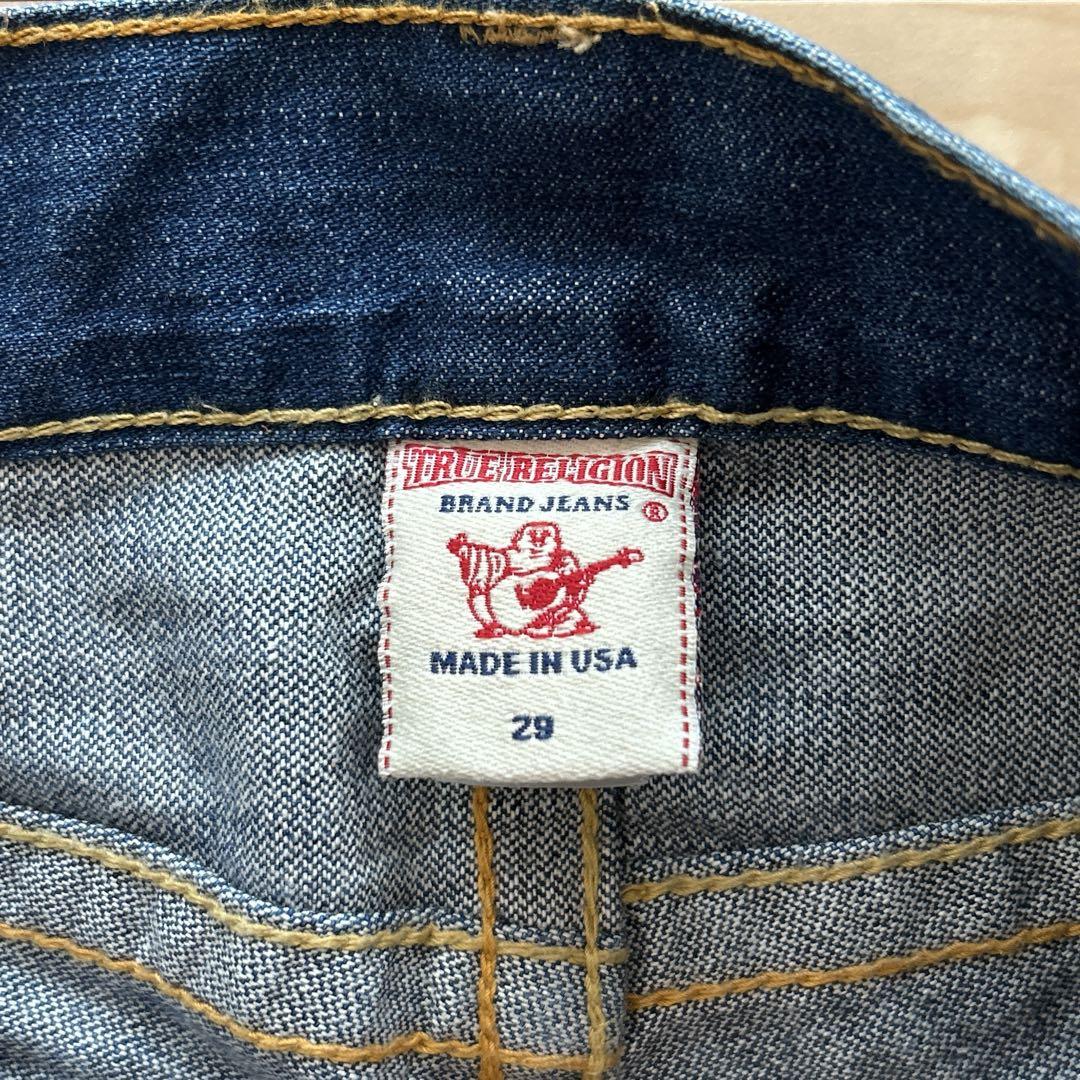 TRUE RELIGION
BRAND JEANS ®
MADE IN USA
29